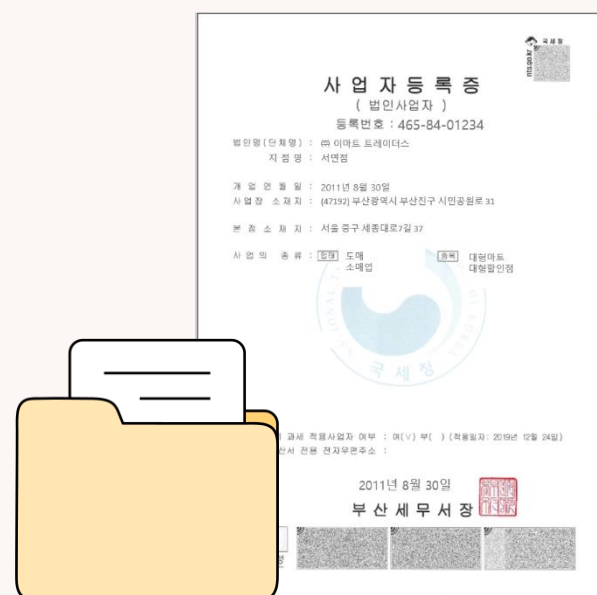 국세청
nts.go.kr
사업자등록증
( 법인사업자 )
등록번호 : 465-84-01234
법인명(단체명) : ㈜ 이마트 트레이더스
지점명 : 서면점
개업연월일 : 2011년 8월 30일
사업장 소재지 : (47192) 부산광역시 부산진구 시민공원로 31
본점소재지 : 서울 중구 세종대로7길 37
사업의 종류 : 업태 도매 종목 대형마트
소매업 대형할인점
국세청
과세 적용사업자 여부 : 여(∨) 부( ) (적용일자: 2019년 12월 24일)
산서 전용 전자우편주소 :
2011년 8월 30일
부산세무서장